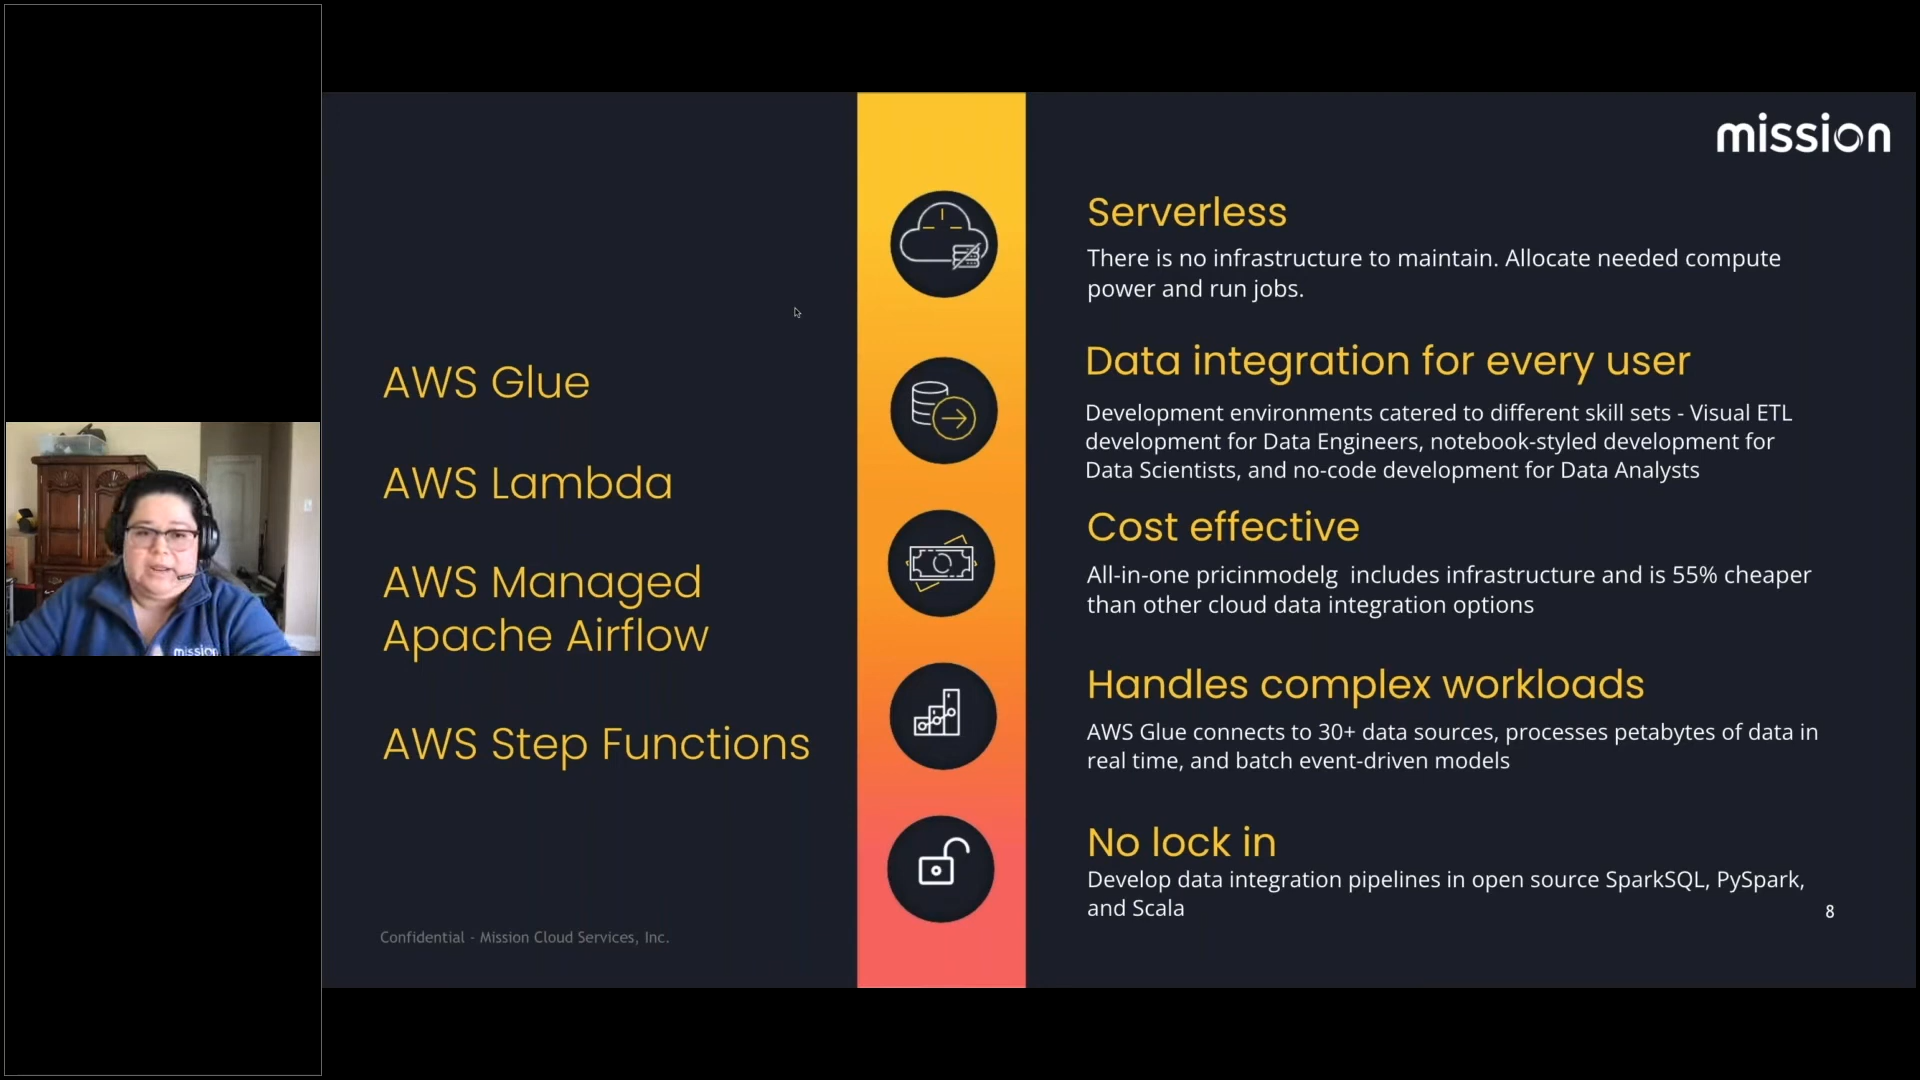 mission
AWS Glue
AWS Lambda
AWS Managed
Apache Airflow
AWS Step Functions
Serverless
There is no infrastructure to maintain. Allocate needed compute
power and run jobs.
Data integration for every user
Development environments catered to different skill sets - Visual ETL
development for Data Engineers, notebook-styled development for
Data Scientists, and no-code development for Data Analysts
Cost effective
All-in-one pricinmodelg  includes infrastructure and is 55% cheaper
than other cloud data integration options
Handles complex workloads
AWS Glue connects to 30+ data sources, processes petabytes of data in
real time, and batch event-driven models
No lock in
Develop data integration pipelines in open source SparkSQL, PySpark,
and Scala
8
Confidential - Mission Cloud Services, Inc.
mission